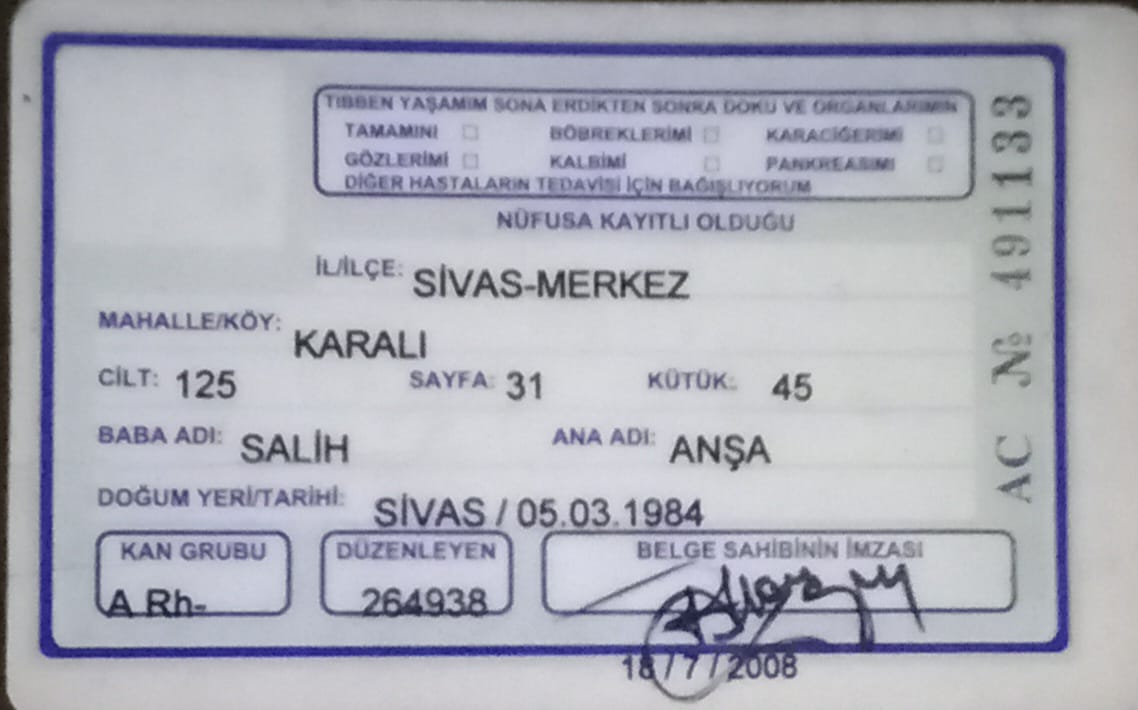 TIBBEN YAŞAMIM SONA ERDİKTEN SONRA DOKU VE ORGANLARIMIN
TAMAMINI BÖBREKLERİMİ KARACİĞERİMİ
GÖZLERİMİ KALBİMİ PANKREASIMI
DİĞER HASTALARIN TEDAVİSİ İÇİN BAĞIŞLIYORUM
NÜFUSA KAYITLI OLDUĞU
İL/İLÇE: SİVAS-MERKEZ
MAHALLE/KÖY: KARALI
CİLT: 125 SAYFA: 31 KÜTÜK: 45
BABA ADI: SALİH ANA ADI: ANŞA
DOĞUM YERİ/TARİHİ: SİVAS / 05.03.1984
KAN GRUBU DÜZENLEYEN BELGE SAHİBİNİN İMZASI
A Rh- 264938
18 / 7 / 2008
AC № 491133